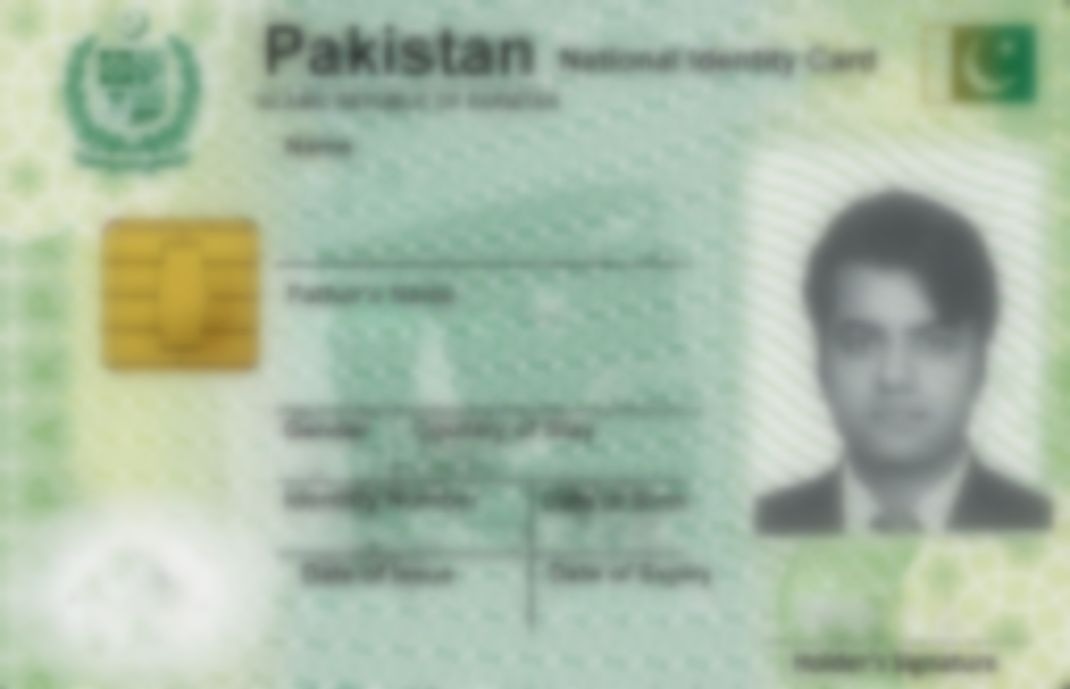 Pakistan National Identity Card
ISLAMIC REPUBLIC OF PAKISTAN
Name
Father's Name
Gender Country of Stay
Identity Number Date of Birth
Date of Issue Date of Expiry
Holder's Signature